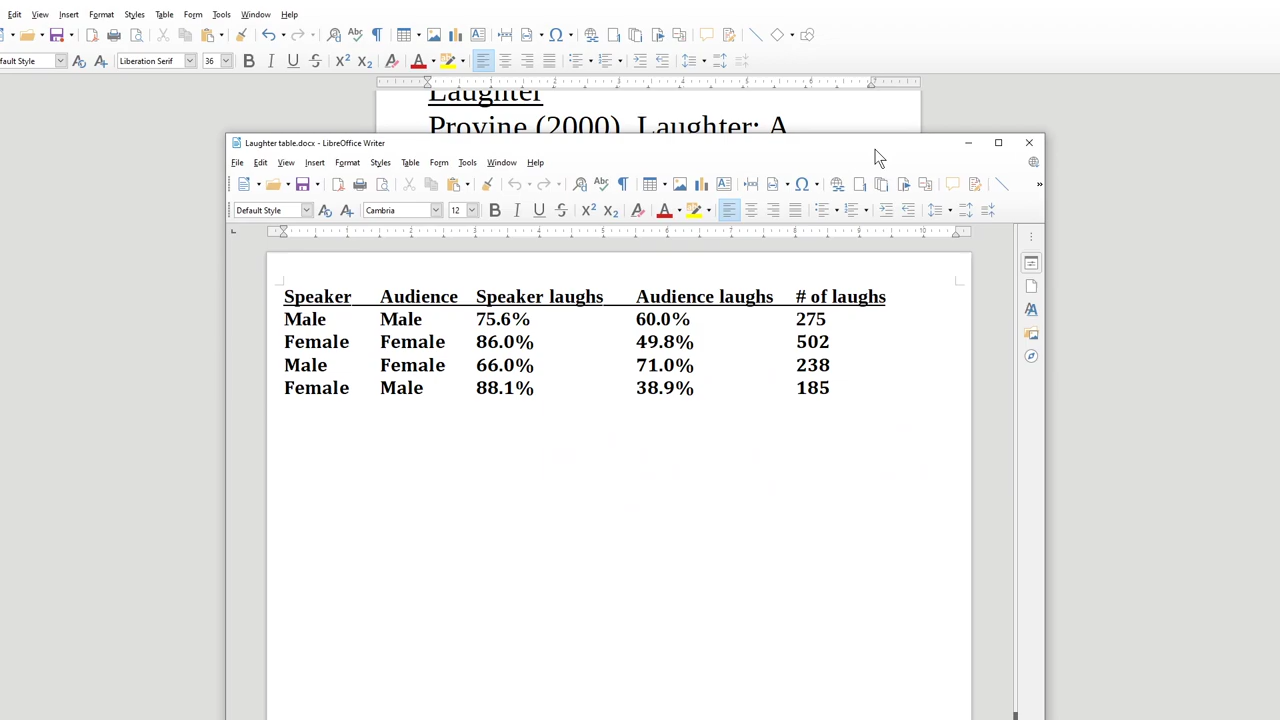 Edit View Insert Format Styles Table Form Tools Window Help
ault Style Liberation Serif 36
Laughter
Provine (2000). Laughter: A
Laughter table.docx - LibreOffice Writer
File Edit View Insert Format Styles Table Form Tools Window Help
Default Style Cambria 12
Speaker Audience Speaker laughs Audience laughs # of laughs
Male Male 75.6% 60.0% 275
Female Female 86.0% 49.8% 502
Male Female 66.0% 71.0% 238
Female Male 88.1% 38.9% 185